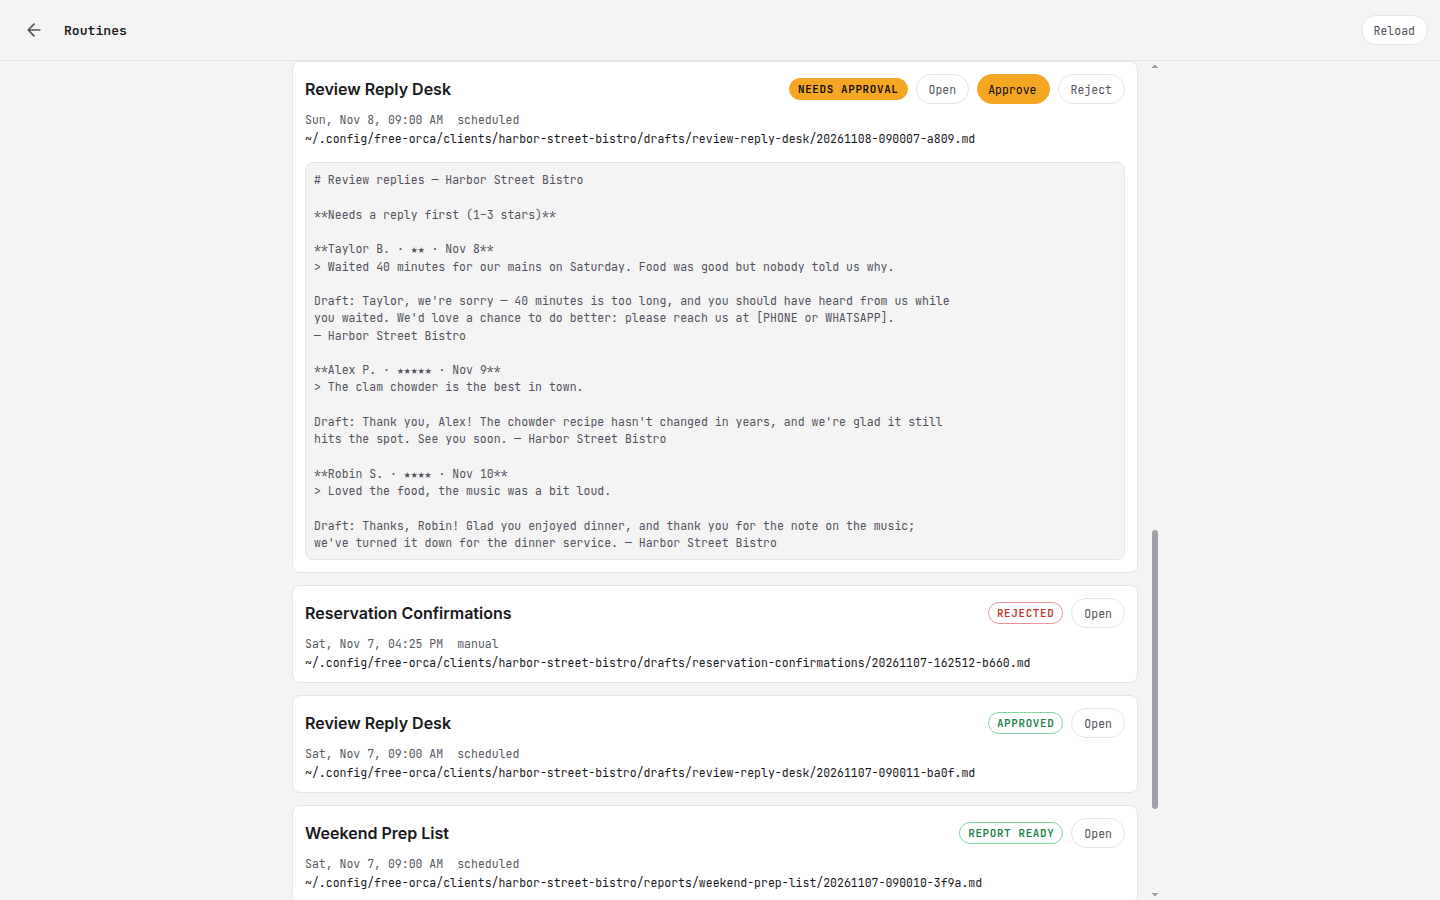 Routines
Reload
Review Reply Desk
NEEDS APPROVAL
Open
Approve
Reject
Sun, Nov 8, 09:00 AM  scheduled
~/.config/free-orca/clients/harbor-street-bistro/drafts/review-reply-desk/20261108-090007-a809.md
# Review replies — Harbor Street Bistro
**Needs a reply first (1–3 stars)**
**Taylor B. · ★★ · Nov 8**
> Waited 40 minutes for our mains on Saturday. Food was good but nobody told us why.
Draft: Taylor, we're sorry — 40 minutes is too long, and you should have heard from us while
you waited. We'd love a chance to do better: please reach us at [PHONE or WHATSAPP].
— Harbor Street Bistro
**Alex P. · ★★★★★ · Nov 9**
> The clam chowder is the best in town.
Draft: Thank you, Alex! The chowder recipe hasn't changed in years, and we're glad it still
hits the spot. See you soon. — Harbor Street Bistro
**Robin S. · ★★★★ · Nov 10**
> Loved the food, the music was a bit loud.
Draft: Thanks, Robin! Glad you enjoyed dinner, and thank you for the note on the music;
we've turned it down for the dinner service. — Harbor Street Bistro
Reservation Confirmations
REJECTED
Open
Sat, Nov 7, 04:25 PM  manual
~/.config/free-orca/clients/harbor-street-bistro/drafts/reservation-confirmations/20261107-162512-b660.md
Review Reply Desk
APPROVED
Open
Sat, Nov 7, 09:00 AM  scheduled
~/.config/free-orca/clients/harbor-street-bistro/drafts/review-reply-desk/20261107-090011-ba0f.md
Weekend Prep List
REPORT READY
Open
Sat, Nov 7, 09:00 AM  scheduled
~/.config/free-orca/clients/harbor-street-bistro/reports/weekend-prep-list/20261107-090010-3f9a.md